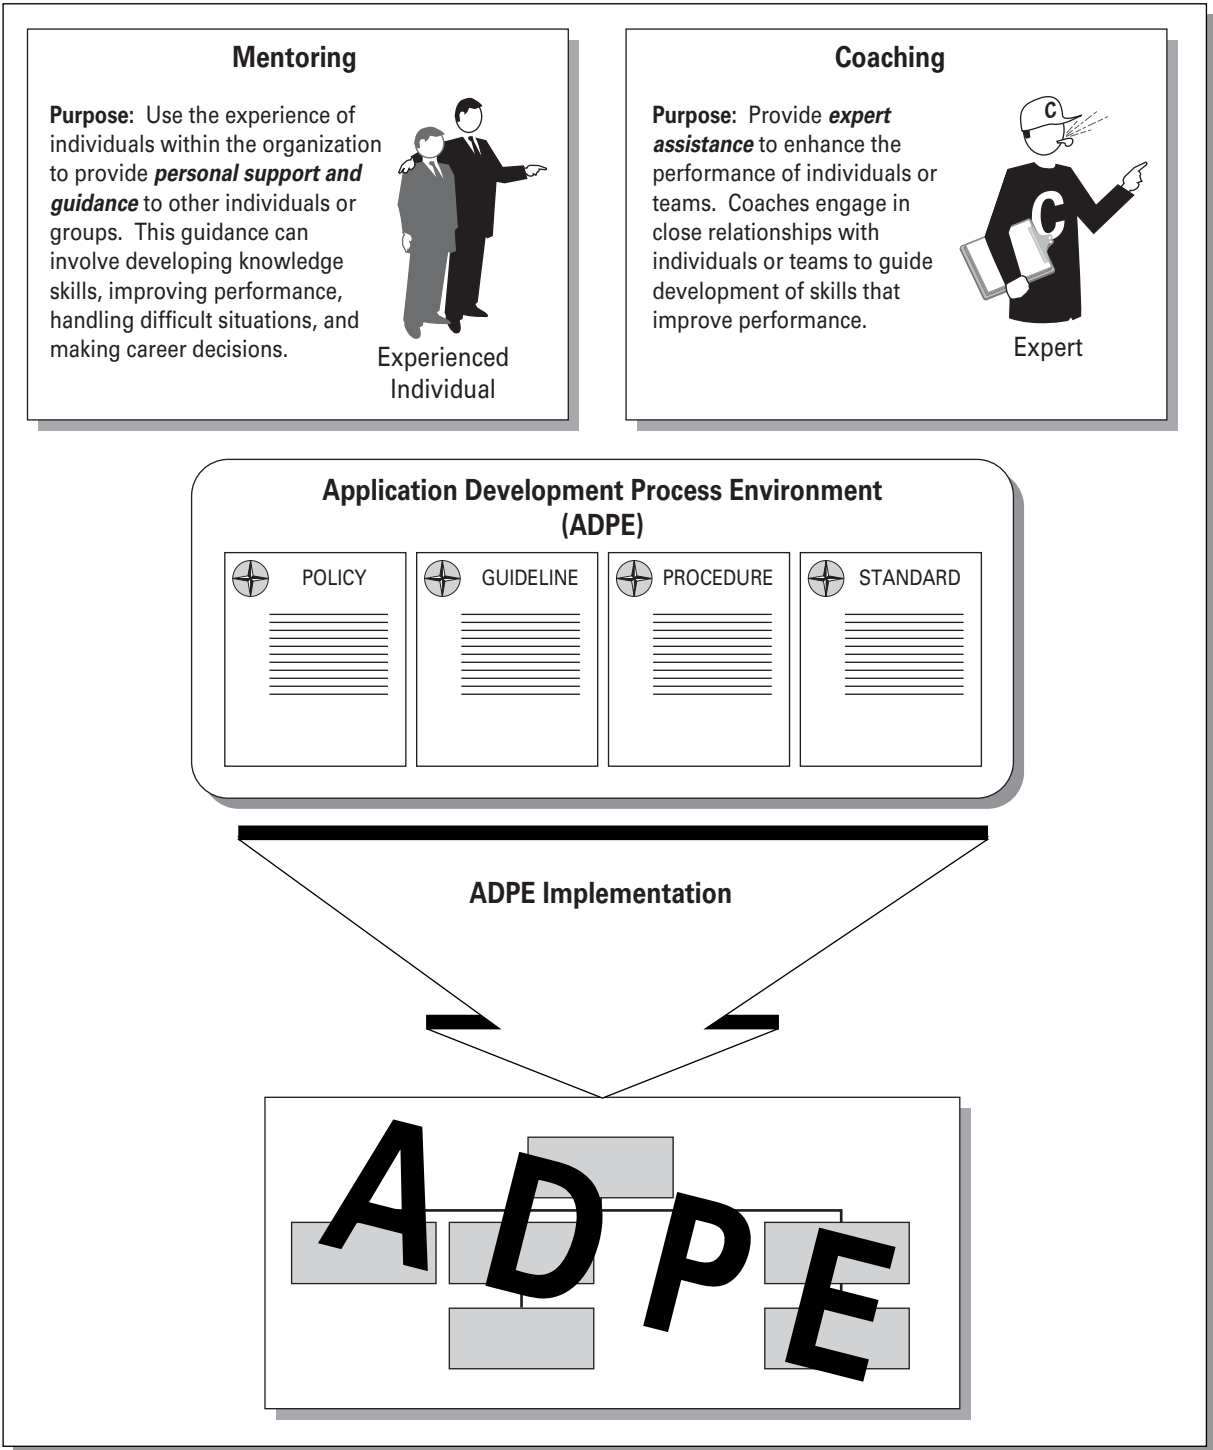 Mentoring
Purpose: Use the experience of
individuals within the organization
to provide personal support and
guidance to other individuals or
groups. This guidance can
involve developing knowledge
skills, improving performance,
handling difficult situations, and
making career decisions.
Experienced
Individual
Coaching
Purpose: Provide expert
assistance to enhance the
performance of individuals or
teams. Coaches engage in
close relationships with
individuals or teams to guide
development of skills that
improve performance.
C
C
Expert
Application Development Process Environment
(ADPE)
POLICY
GUIDELINE
PROCEDURE
STANDARD
ADPE Implementation
ADPE